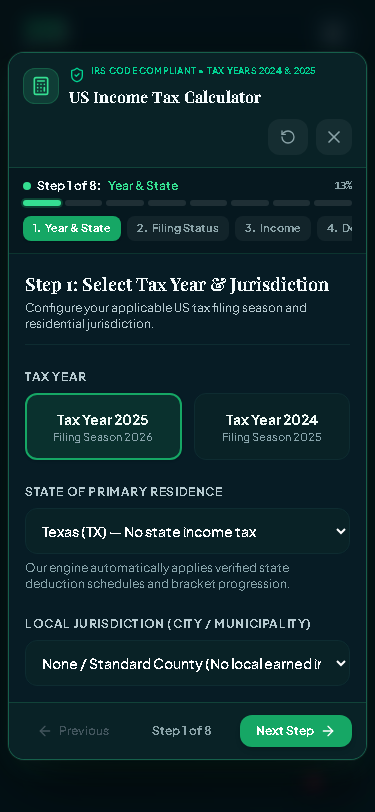 IRS CODE COMPLIANT • TAX YEARS 2024 & 2025
US Income Tax Calculator
Step 1 of 8: Year & State 13%
1. Year & State 2. Filing Status 3. Income 4. De
Step 1: Select Tax Year & Jurisdiction
Configure your applicable US tax filing season and
residential jurisdiction.
TAX YEAR
Tax Year 2025 Tax Year 2024
Filing Season 2026 Filing Season 2025
STATE OF PRIMARY RESIDENCE
Texas (TX) — No state income tax
Our engine automatically applies verified state
deduction schedules and bracket progression.
LOCAL JURISDICTION (CITY / MUNICIPALITY)
None / Standard County (No local earned in
Previous Step 1 of 8 Next Step